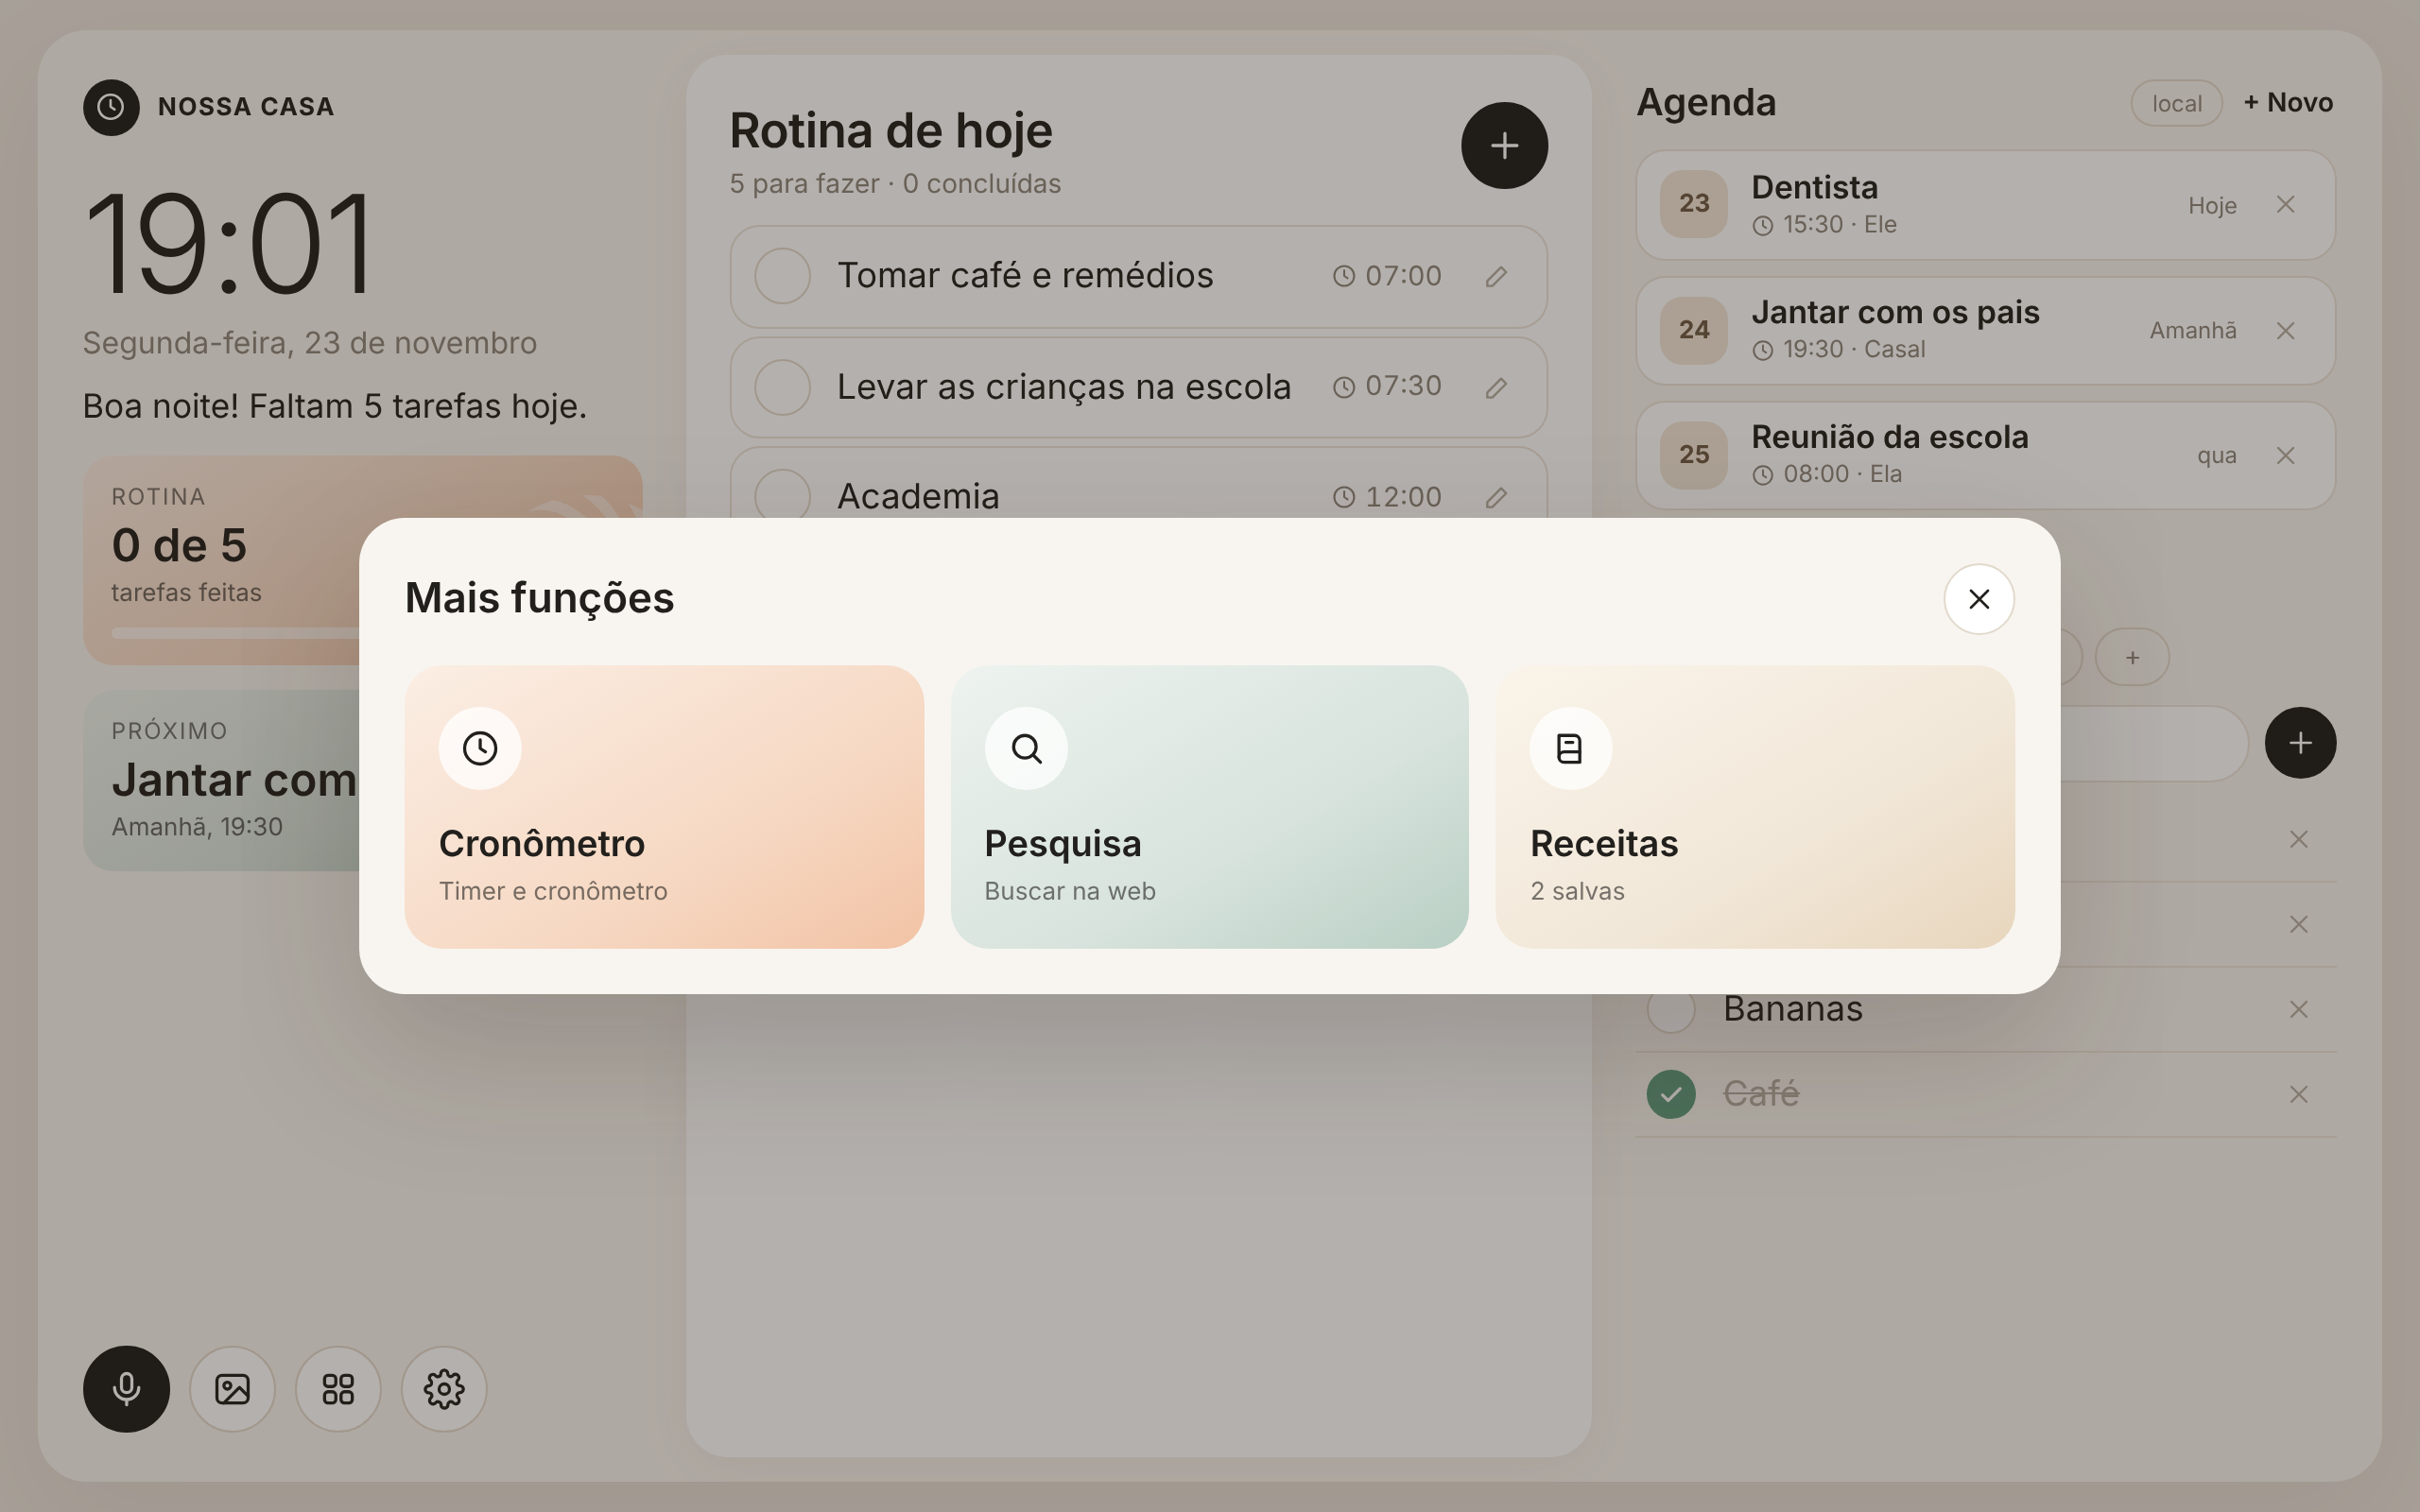 NOSSA CASA
19:01
Segunda-feira, 23 de novembro
Boa noite! Faltam 5 tarefas hoje.
ROTINA
0 de 5
tarefas feitas
PRÓXIMO
Jantar com
Amanhã, 19:30
Rotina de hoje
5 para fazer · 0 concluídas
Tomar café e remédios 07:00
Levar as crianças na escola 07:30
Academia 12:00
Agenda local + Novo
23 Dentista Hoje
15:30 · Ele
24 Jantar com os pais Amanhã
19:30 · Casal
25 Reunião da escola qua
08:00 · Ela
+
Mais funções
Cronômetro
Timer e cronômetro
Pesquisa
Buscar na web
Receitas
2 salvas
Bananas
Café